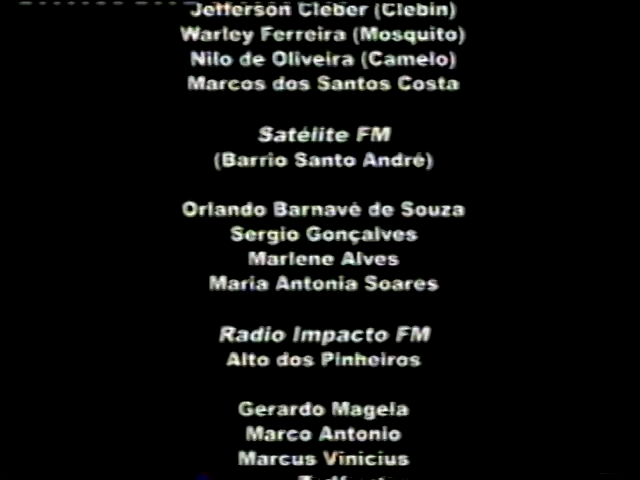 Jefferson Cleber (Clebin)
Warley Ferreira (Mosquito)
Nilo de Oliveira (Camelo)
Marcos dos Santos Costa
Satélite FM
(Barrio Santo André)
Orlando Barnavé de Souza
Sergio Gonçalves
Marlene Alves
Maria Antonia Soares
Radio Impacto FM
Alto dos Pinheiros
Gerardo Magela
Marco Antonio
Marcus Vinicius